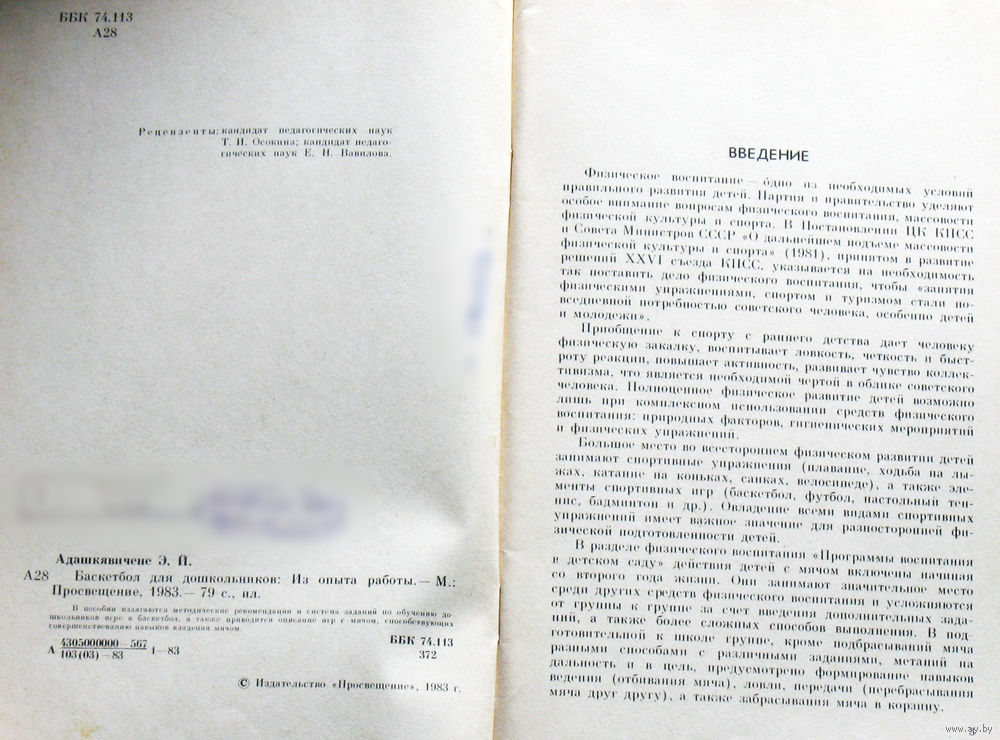 ББК 74.113
А28
Рецензенты: кандидат педагогических наук
Т. И. Осокина; кандидат педаго-
гических наук Е. Н. Вавилова.
Адашкявичене Э. Й.
А28 Баскетбол для дошкольников: Из опыта работы.— М.:
Просвещение, 1983.— 79 с., ил.
В пособии излагаются методические рекомендации и система заданий по обучению до-
школьников игре в баскетбол, а также приводится описание игр с мячом, способствующих
совершенствованию навыков владения мячом.
А 4305000000—567
103(03)—83 1—83
ББК 74.113
372
© Издательство «Просвещение», 1983 г.
ВВЕДЕНИЕ
Физическое воспитание — одно из необходимых условий
правильного развития детей. Партия и правительство уделяют
особое внимание вопросам физического воспитания, массовости
физической культуры и спорта. В Постановлении ЦК КПСС
и Совета Министров СССР «О дальнейшем подъеме массовости
физической культуры и спорта» (1981), принятом в развитие
решений XXVI съезда КПСС, указывается на необходимость
так поставить дело физического воспитания, чтобы «занятия
физическими упражнениями, спортом и туризмом стали по-
вседневной потребностью советского человека, особенно детей
и молодежи».
Приобщение к спорту с раннего детства дает человеку
физическую закалку, воспитывает ловкость, четкость и быст-
роту реакции, повышает активность, развивает чувство коллек-
тивизма, что является необходимой чертой в облике советского
человека. Полноценное физическое развитие детей возможно
лишь при комплексном использовании средств физического
воспитания: природных факторов, гигиенических мероприятий
и физических упражнений.
Большое место во всестороннем физическом развитии детей
занимают спортивные упражнения (плавание, ходьба на лы-
жах, катание на коньках, санках, велосипеде), а также эле-
менты спортивных игр (баскетбол, футбол, настольный тен-
нис, бадминтон и др.). Овладение всеми видами спортивных
упражнений имеет важное значение для разносторонней фи-
зической подготовленности детей.
В разделе физического воспитания «Программы воспитания
в детском саду» действия детей с мячом включены начиная
со второго года жизни. Они занимают значительное место
среди других средств физического воспитания и усложняются
от группы к группе за счет введения дополнительных зада-
ний, а также более сложных способов выполнения. В под-
готовительной к школе группе, кроме подбрасываний мяча
разными способами с различными заданиями, метаний на
дальность и в цель, предусмотрено формирование навыков
ведения (отбивания мяча), ловли, передачи (перебрасывания
мяча друг другу), а также забрасывания мяча в корзину.
www.ay.by